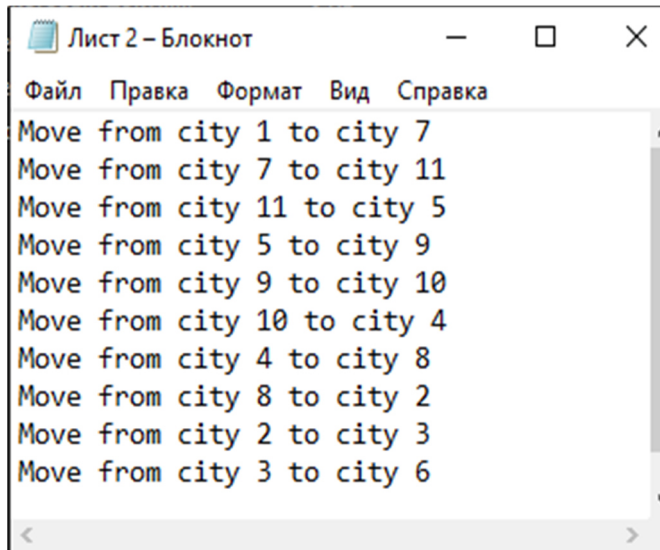 Лист 2 – Блокнот
Файл Правка Формат Вид Справка
Move from city 1 to city 7
Move from city 7 to city 11
Move from city 11 to city 5
Move from city 5 to city 9
Move from city 9 to city 10
Move from city 10 to city 4
Move from city 4 to city 8
Move from city 8 to city 2
Move from city 2 to city 3
Move from city 3 to city 6